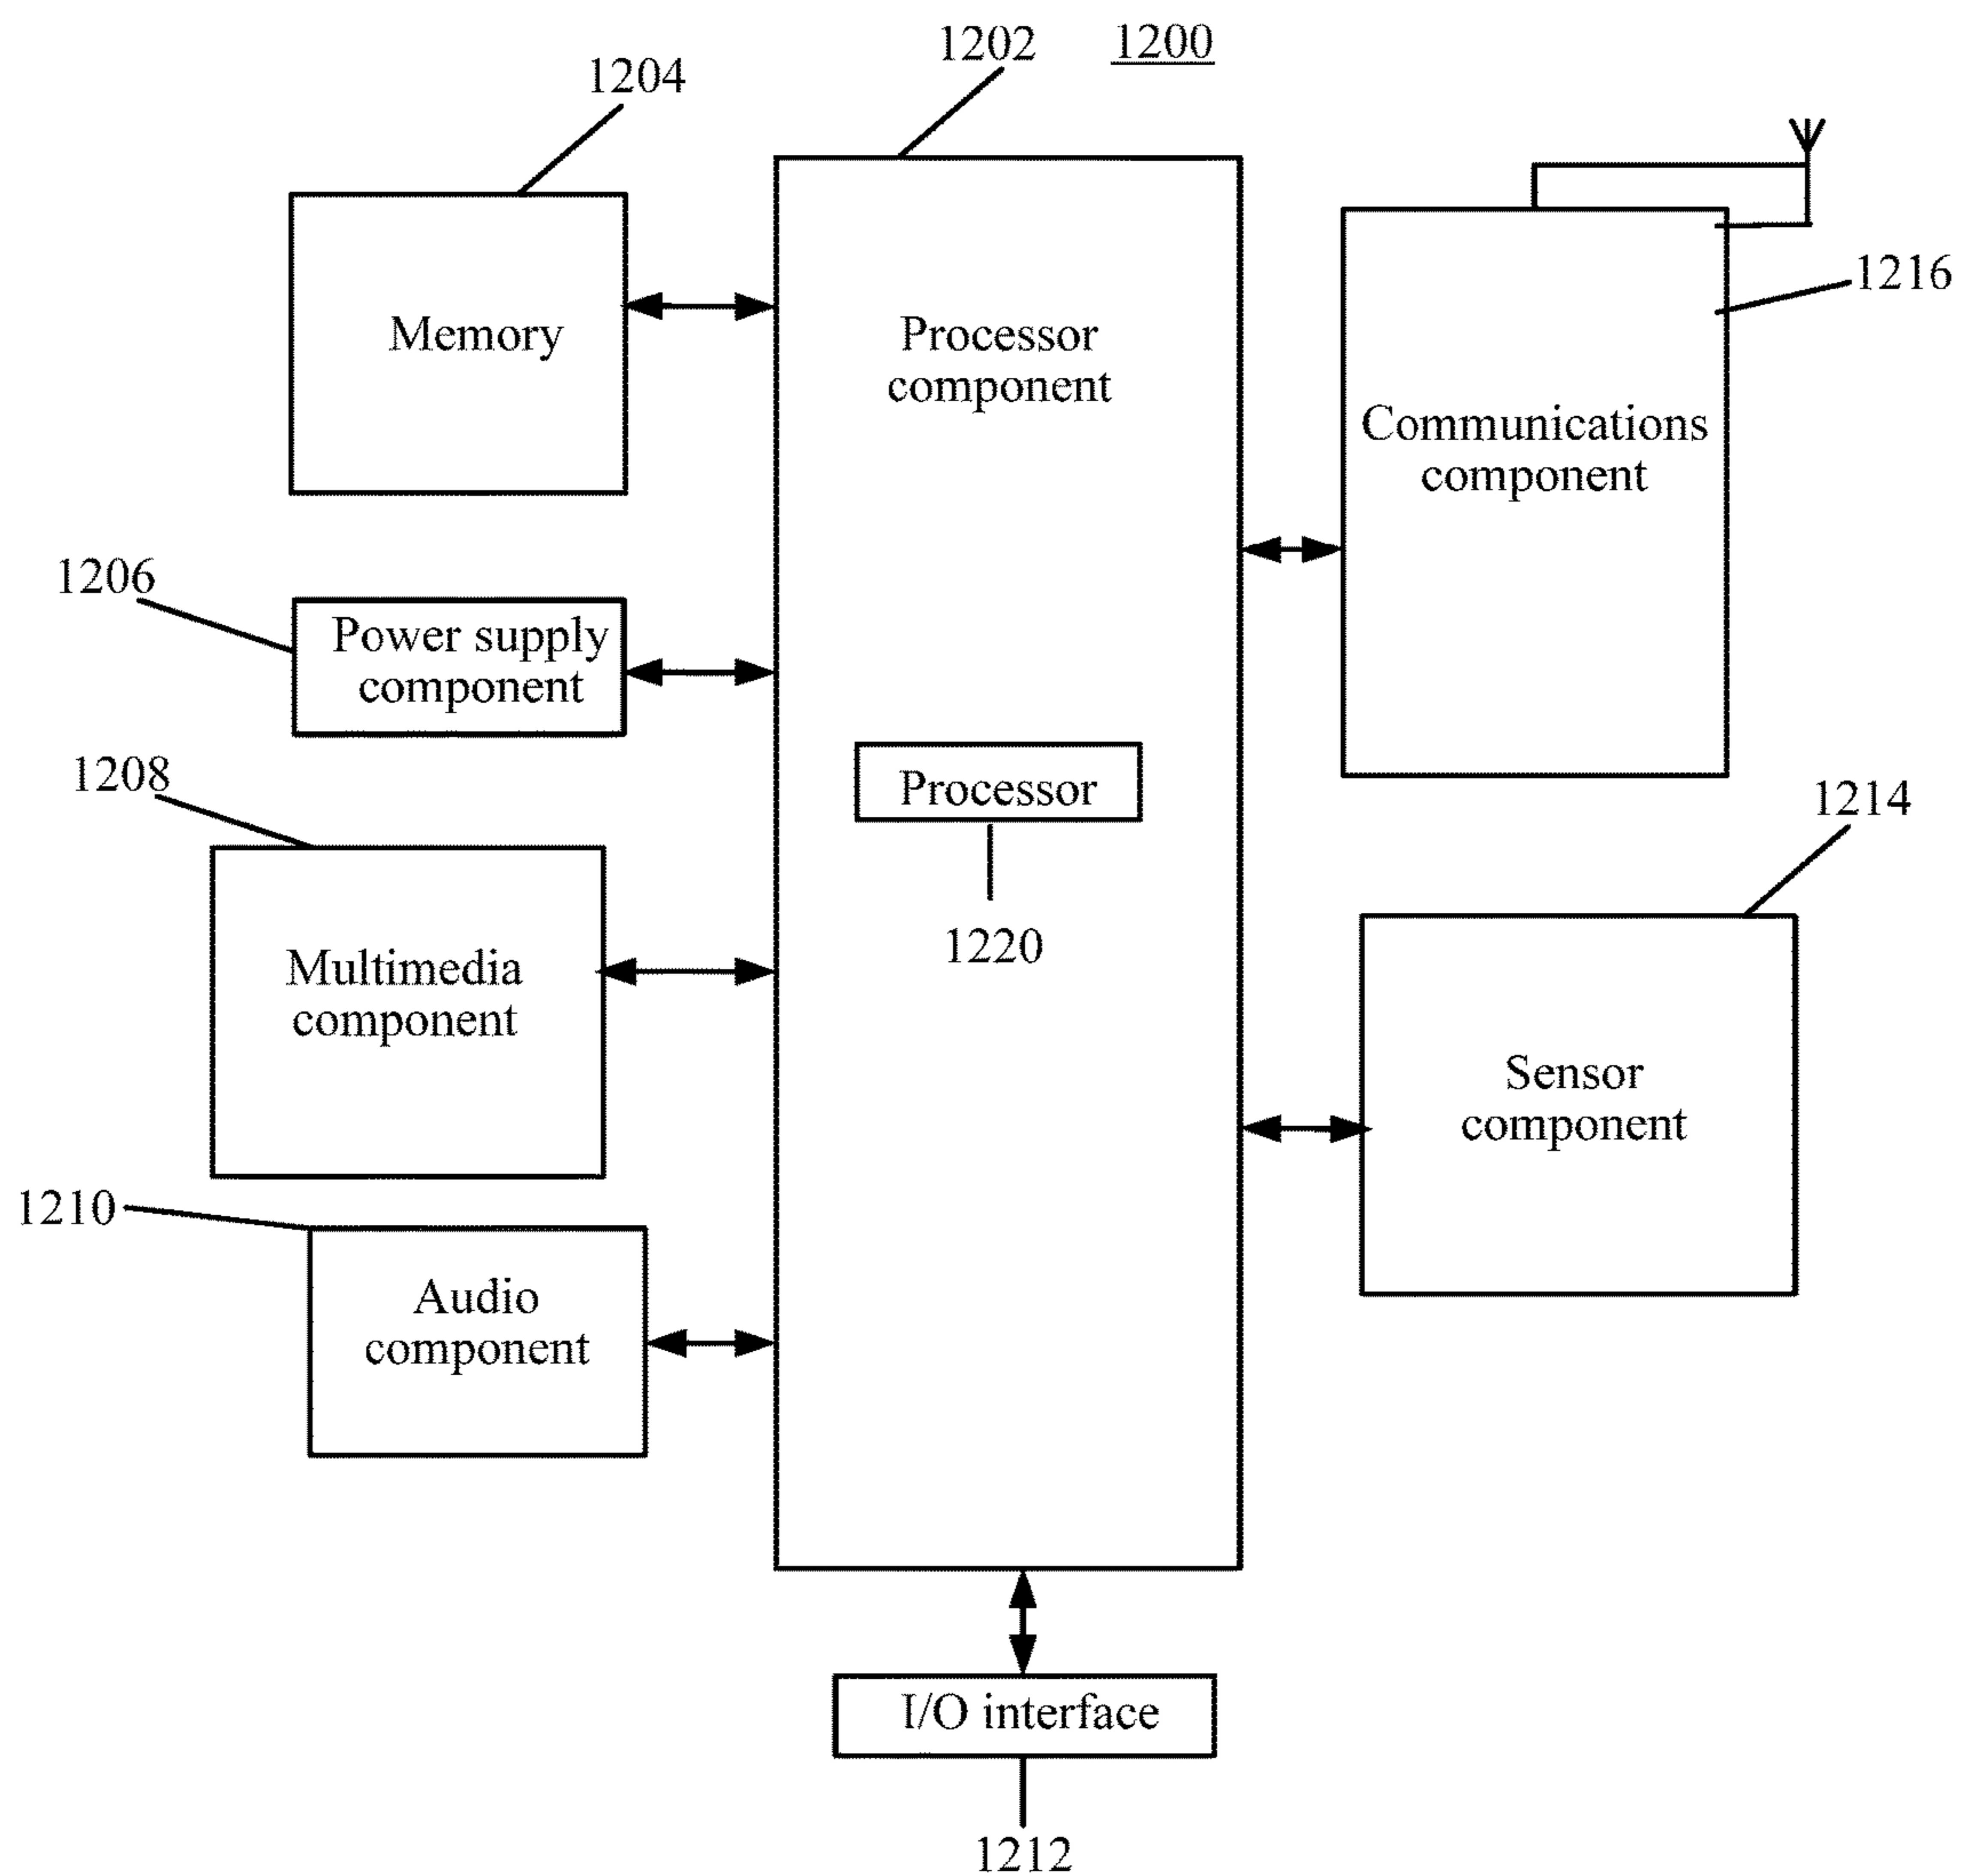 1202
1200
1204
1216
Memory
Processor
component
Communications
component
1206
Power supply
component
1208
Processor
1214
1220
Multimedia
component
Sensor
component
1210
Audio
component
I/O interface
1212